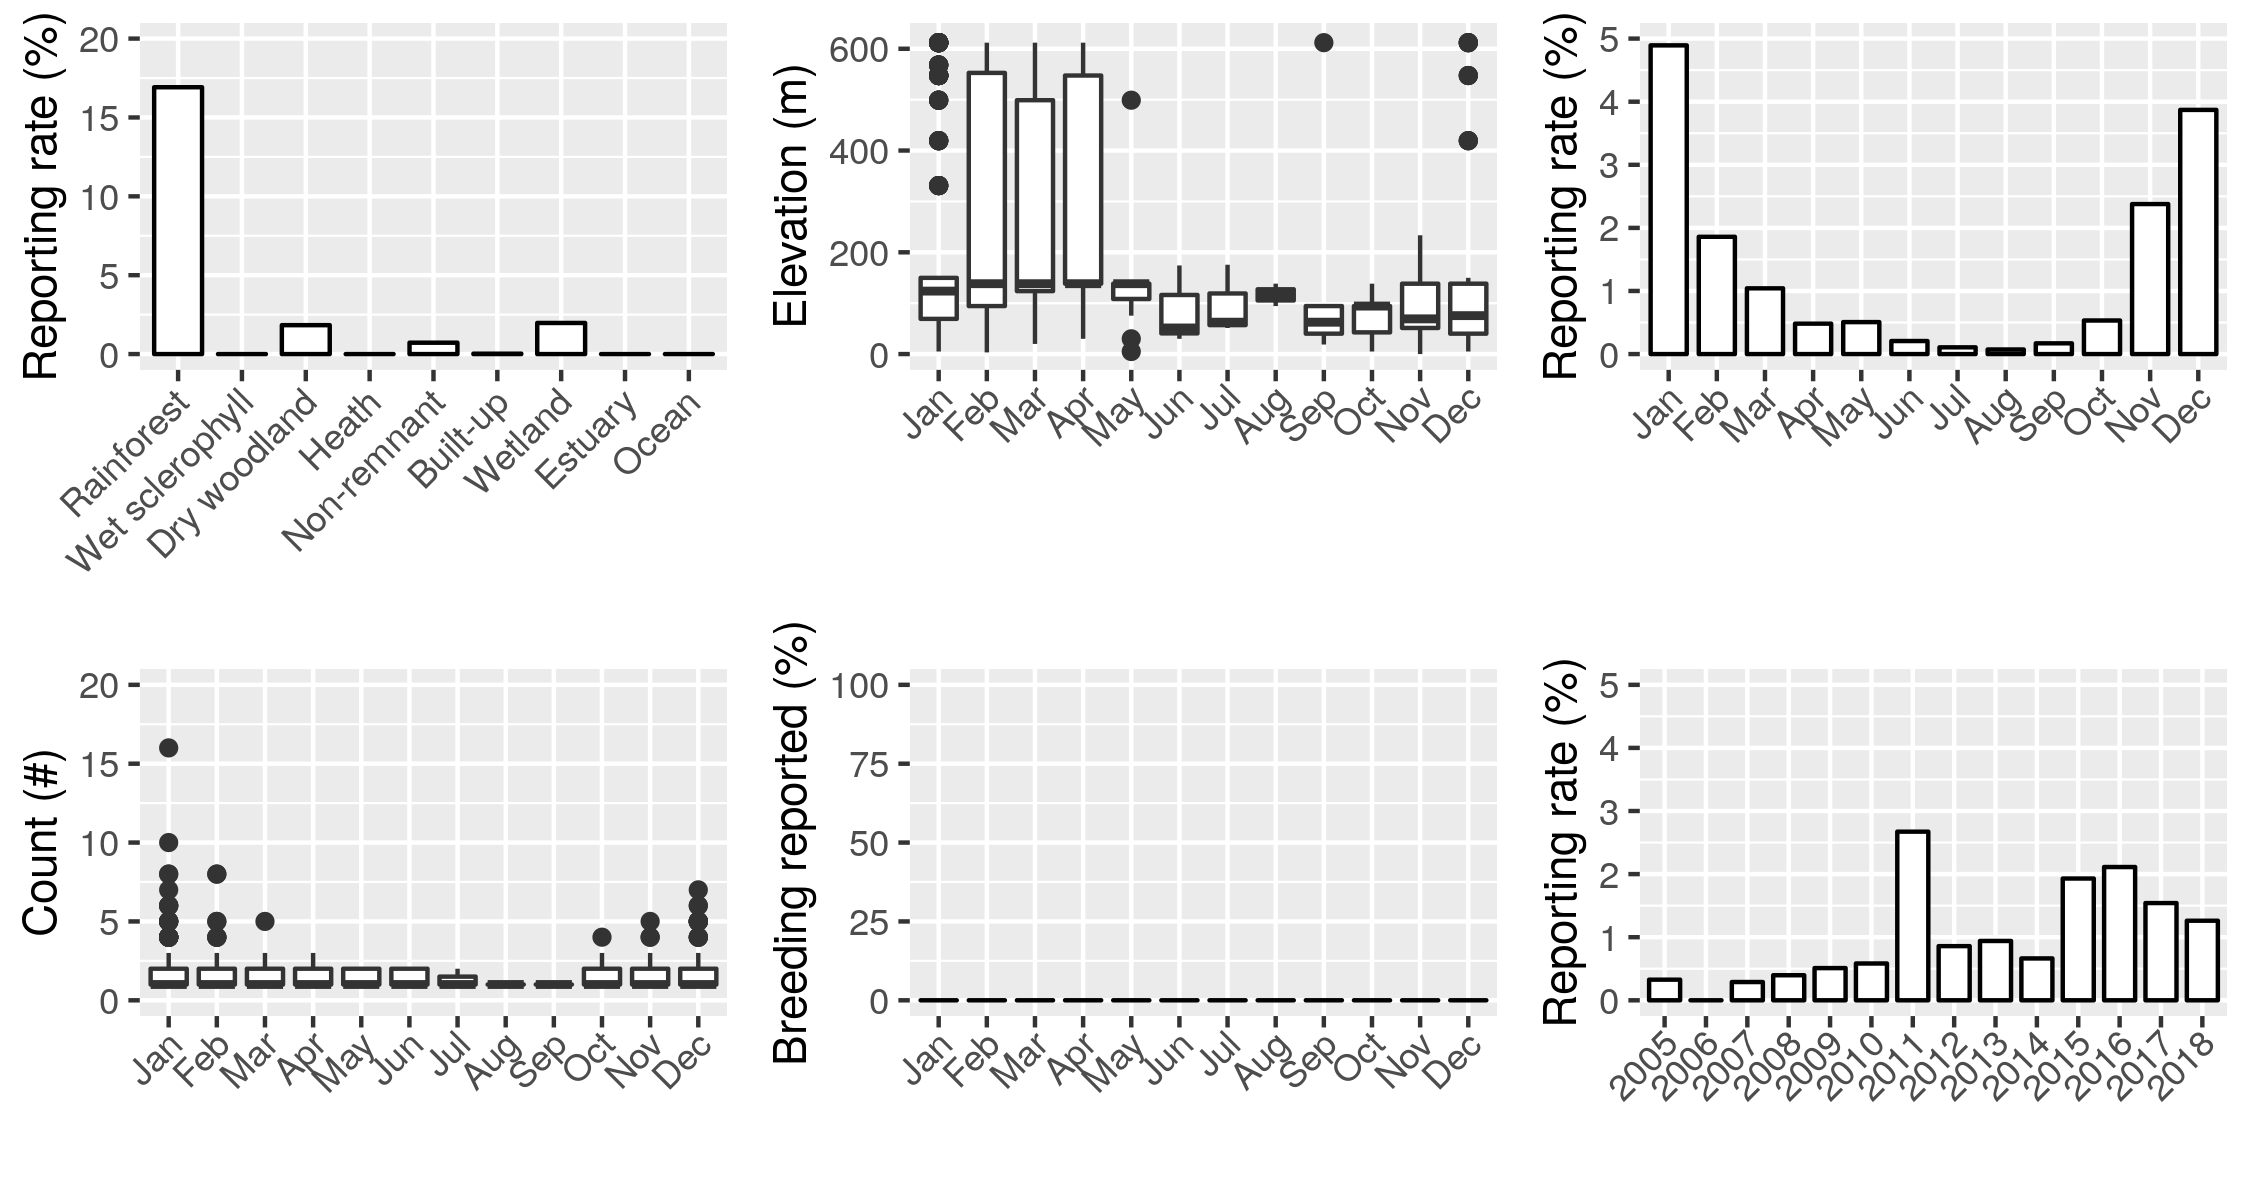 Reporting rate (%)
20
15
10
5
0
Rainforest
Wet sclerophyll
Dry woodland
Heath
Non-remnant
Built-up
Wetland
Estuary
Ocean
Elevation (m)
600
400
200
0
Jan
Feb
Mar
Apr
May
Jun
Jul
Aug
Sep
Oct
Nov
Dec
Reporting rate (%)
5
4
3
2
1
0
Jan
Feb
Mar
Apr
May
Jun
Jul
Aug
Sep
Oct
Nov
Dec
Count (#)
20
15
10
5
0
Jan
Feb
Mar
Apr
May
Jun
Jul
Aug
Sep
Oct
Nov
Dec
Breeding reported (%)
100
75
50
25
0
Jan
Feb
Mar
Apr
May
Jun
Jul
Aug
Sep
Oct
Nov
Dec
Reporting rate (%)
5
4
3
2
1
0
2005
2006
2007
2008
2009
2010
2011
2012
2013
2014
2015
2016
2017
2018